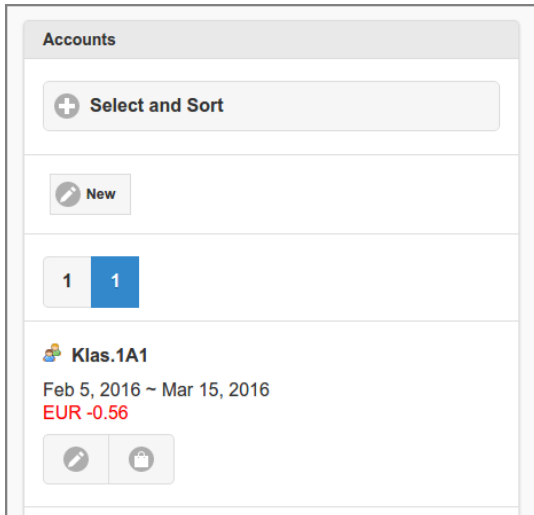 Accounts
Select and Sort
New
1 1
Klas.1A1
Feb 5, 2016 ~ Mar 15, 2016
EUR -0.56